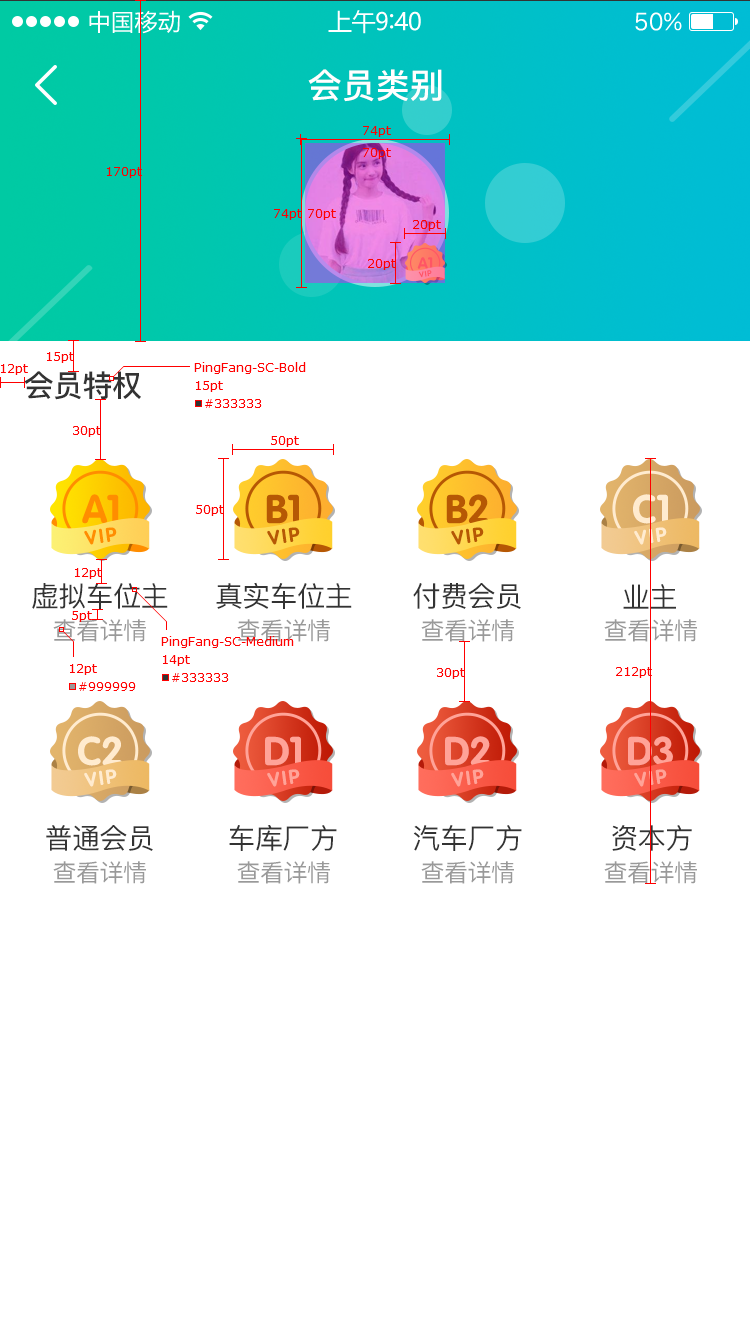 中国移动 上午9:40 50%
会员类别
74pt
70pt
170pt
74pt 70pt
20pt
20pt
A1
VIP
15pt
12pt
会员特权
PingFang-SC-Bold
15pt
#333333
30pt
50pt
50pt
A1 B1 B2 C1
VIP VIP VIP VIP
12pt
虚拟车位主 真实车位主 付费会员 业主
5pt
查看详情 查看详情 查看详情 查看详情
PingFang-SC-Medium
14pt
#333333
12pt
#999999
30pt
212pt
C2 D1 D2 D3
VIP VIP VIP VIP
普通会员 车库厂方 汽车厂方 资本方
查看详情 查看详情 查看详情 查看详情